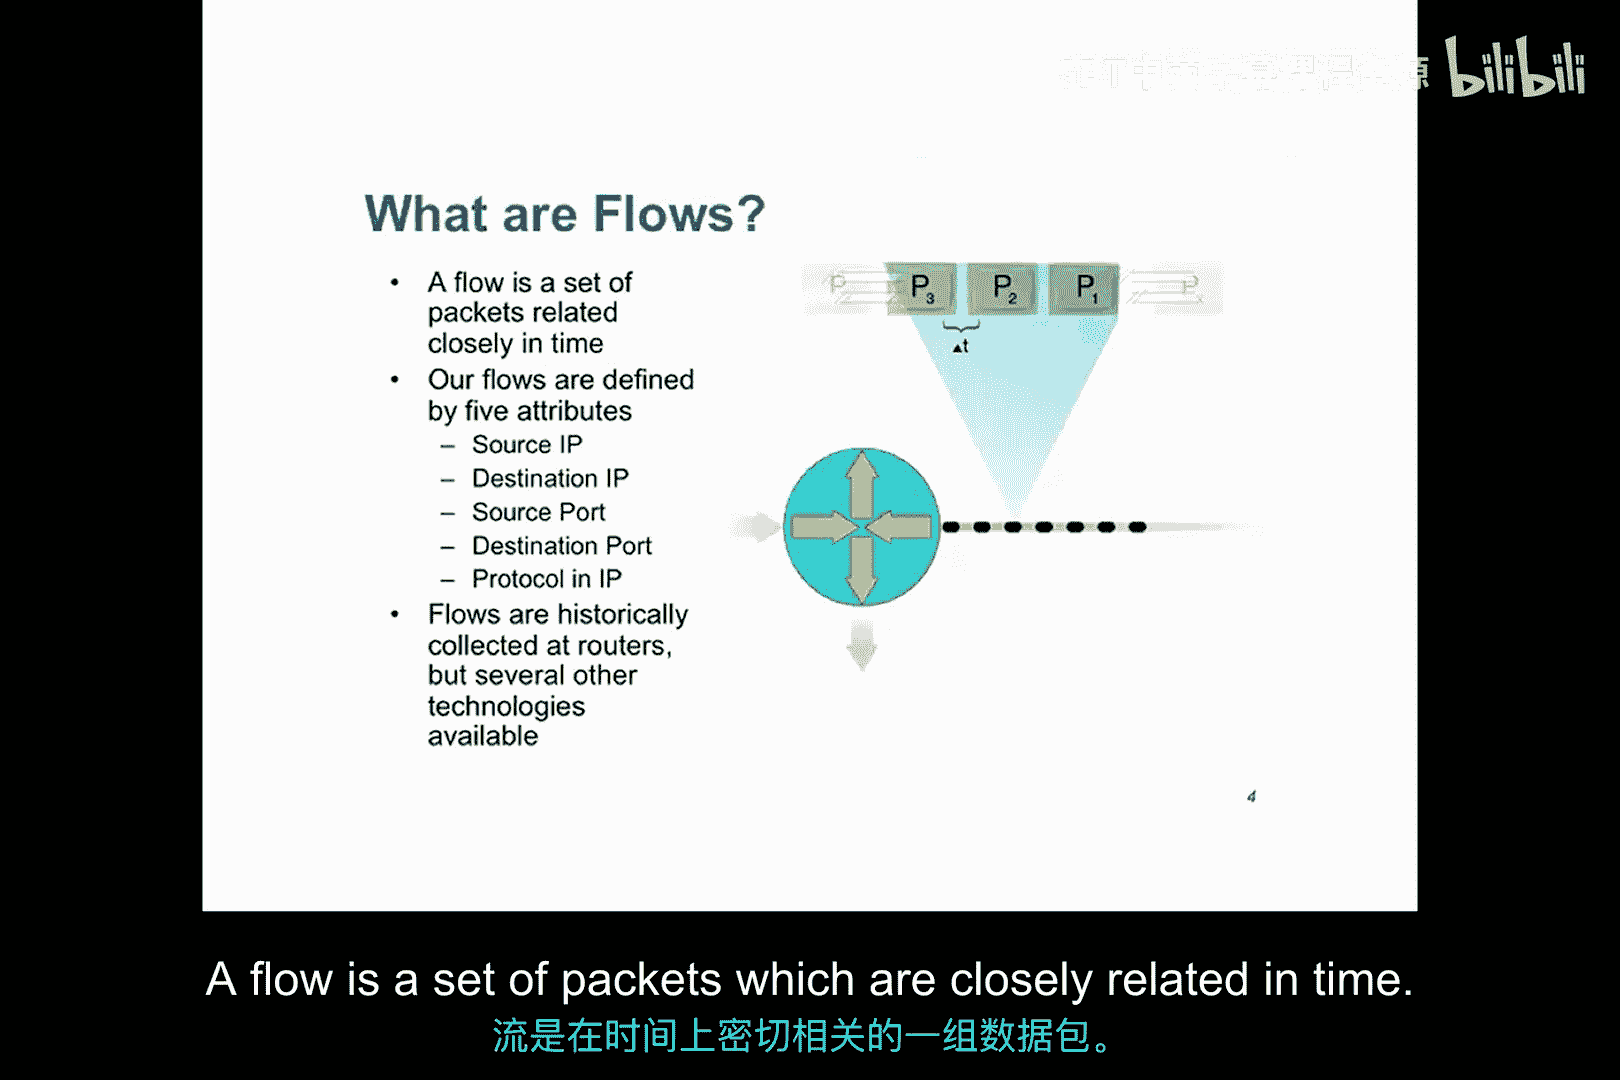 bilibili
What are Flows?
• A flow is a set of
packets related
closely in time
• Our flows are defined
by five attributes
– Source IP
– Destination IP
– Source Port
– Destination Port
– Protocol in IP
• Flows are historically
collected at routers,
but several other
technologies
available
P3 P2 P1
▲t
4
A flow is a set of packets which are closely related in time.
流是在时间上密切相关的一组数据包。